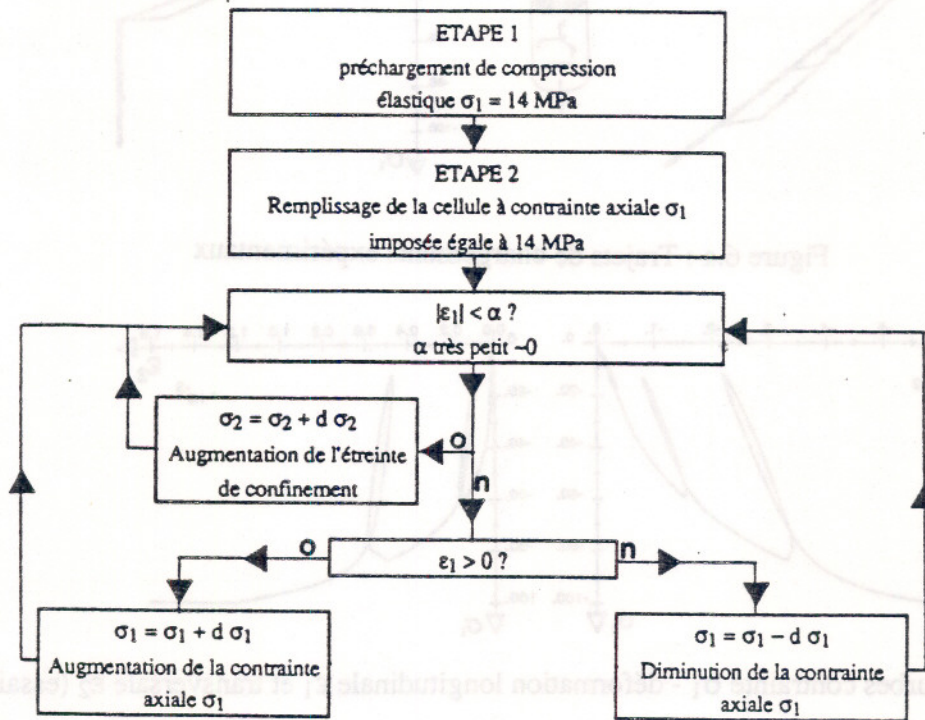 ETAPE 1
préchargement de compression
élastique σ1 = 14 MPa
ETAPE 2
Remplissage de la cellule à contrainte axiale σ1
imposée égale à 14 MPa
|ε1| < α ?
α très petit ~0
σ2 = σ2 + d σ2
Augmentation de l'étreinte
de confinement
o
n
o
ε1 > 0 ?
n
σ1 = σ1 + d σ1
Augmentation de la contrainte
axiale σ1
σ1 = σ1 − d σ1
Diminution de la contrainte
axiale σ1